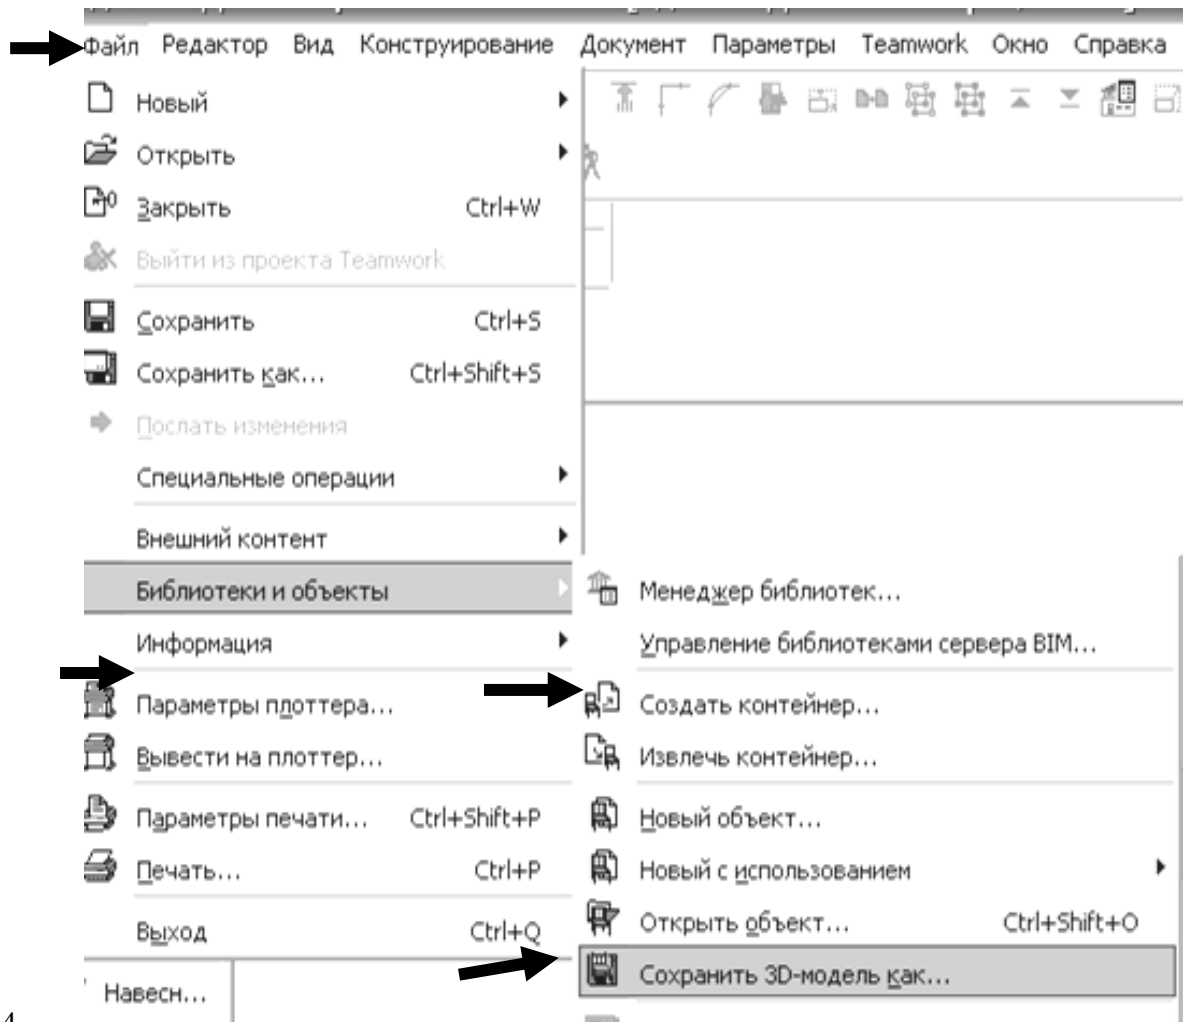 Файл Редактор Вид Конструирование Документ Параметры Teamwork Окно Справка
Новый
Открыть
Закрыть Ctrl+W
Выйти из проекта Teamwork
Сохранить Ctrl+S
Сохранить как... Ctrl+Shift+S
Послать изменения
Специальные операции
Внешний контент
Библиотеки и объекты
Информация
Параметры плоттера...
Вывести на плоттер...
Параметры печати... Ctrl+Shift+P
Печать... Ctrl+P
Выход Ctrl+Q
Навесн...
Менеджер библиотек...
Управление библиотеками сервера BIM...
Создать контейнер...
Извлечь контейнер...
Новый объект...
Новый с использованием
Открыть объект... Ctrl+Shift+O
Сохранить 3D-модель как...